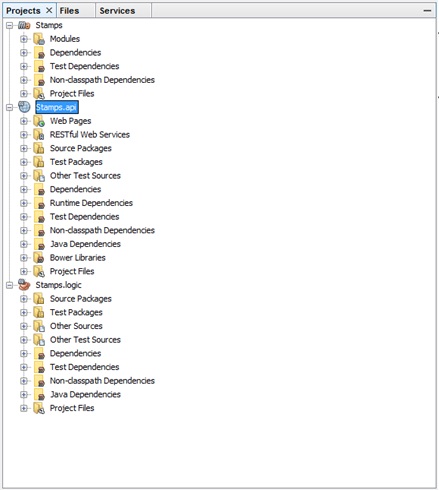 Projects Files Services
Stamps
Modules
Dependencies
Test Dependencies
Non-classpath Dependencies
Project Files
Stamps.api
Web Pages
RESTful Web Services
Source Packages
Test Packages
Other Test Sources
Dependencies
Runtime Dependencies
Test Dependencies
Non-classpath Dependencies
Java Dependencies
Bower Libraries
Project Files
Stamps.logic
Source Packages
Test Packages
Other Sources
Other Test Sources
Dependencies
Test Dependencies
Non-classpath Dependencies
Java Dependencies
Project Files